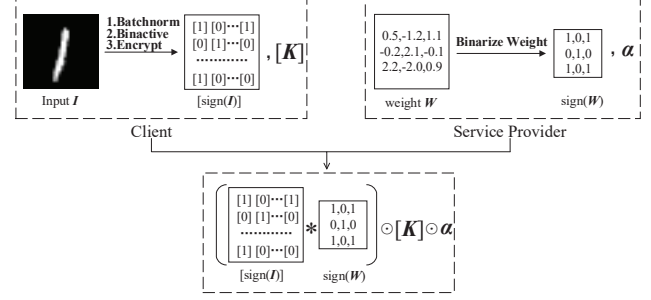 1.Batchnorm
2.Binactive
3.Encrypt
[1] [0]···[1]
[0] [1]···[0]
············
[1] [0]···[0]
, [K]
Input I
[sign(I)]
Client
0.5,-1.2,1.1
-0.2,2.1,-0.1
2.2,-2.0,0.9
Binarize Weight
1,0,1
0,1,0
1,0,1
, α
weight W
sign(W)
Service Provider
[1] [0]···[1]
[0] [1]···[0]
············
[1] [0]···[0]
*
1,0,1
0,1,0
1,0,1
⊙[K]⊙α
[sign(I)]
sign(W)